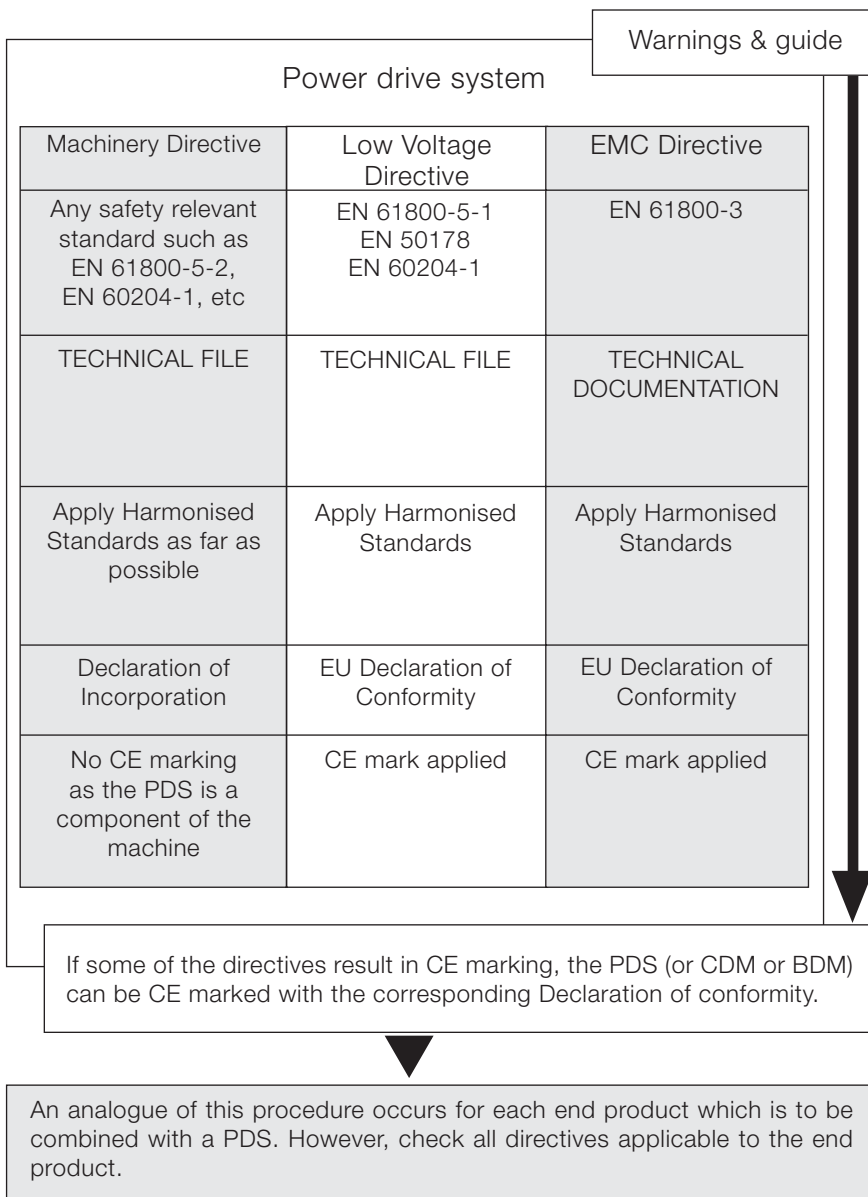 Warnings & guide
Power drive system
Machinery Directive
Low Voltage
Directive
EMC Directive
Any safety relevant
standard such as
EN 61800-5-2,
EN 60204-1, etc
EN 61800-5-1
EN 50178
EN 60204-1
EN 61800-3
TECHNICAL FILE
TECHNICAL FILE
TECHNICAL
DOCUMENTATION
Apply Harmonised
Standards as far as
possible
Apply Harmonised
Standards
Apply Harmonised
Standards
Declaration of
Incorporation
EU Declaration of
Conformity
EU Declaration of
Conformity
No CE marking
as the PDS is a
component of the
machine
CE mark applied
CE mark applied
If some of the directives result in CE marking, the PDS (or CDM or BDM)
can be CE marked with the corresponding Declaration of conformity.
An analogue of this procedure occurs for each end product which is to be
combined with a PDS. However, check all directives applicable to the end
product.